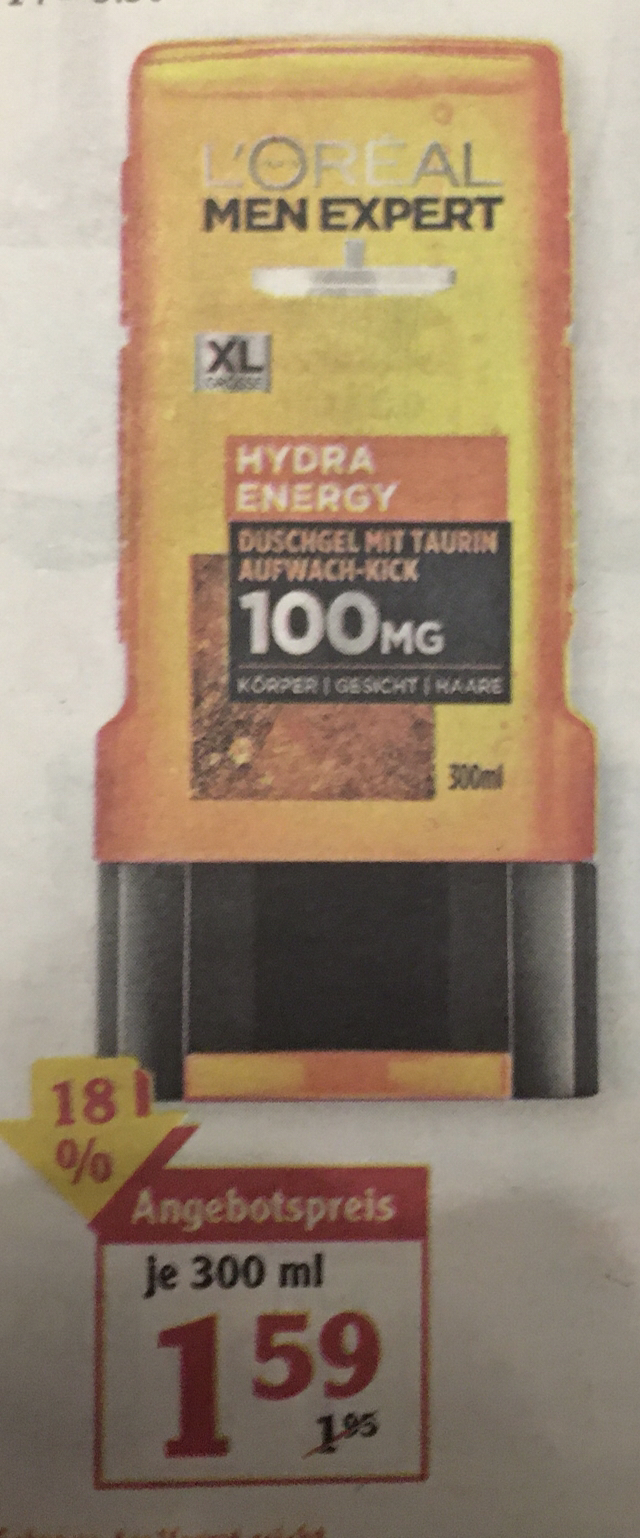 L'ORÉAL
MEN EXPERT
XL
GRÖSSE
HYDRA
ENERGY
DUSCHGEL MIT TAURIN
AUFWACH-KICK
100MG
KÖRPER | GESICHT | HAARE
300ml
18
%
Angebotspreis
je 300 ml
1 59
1 95